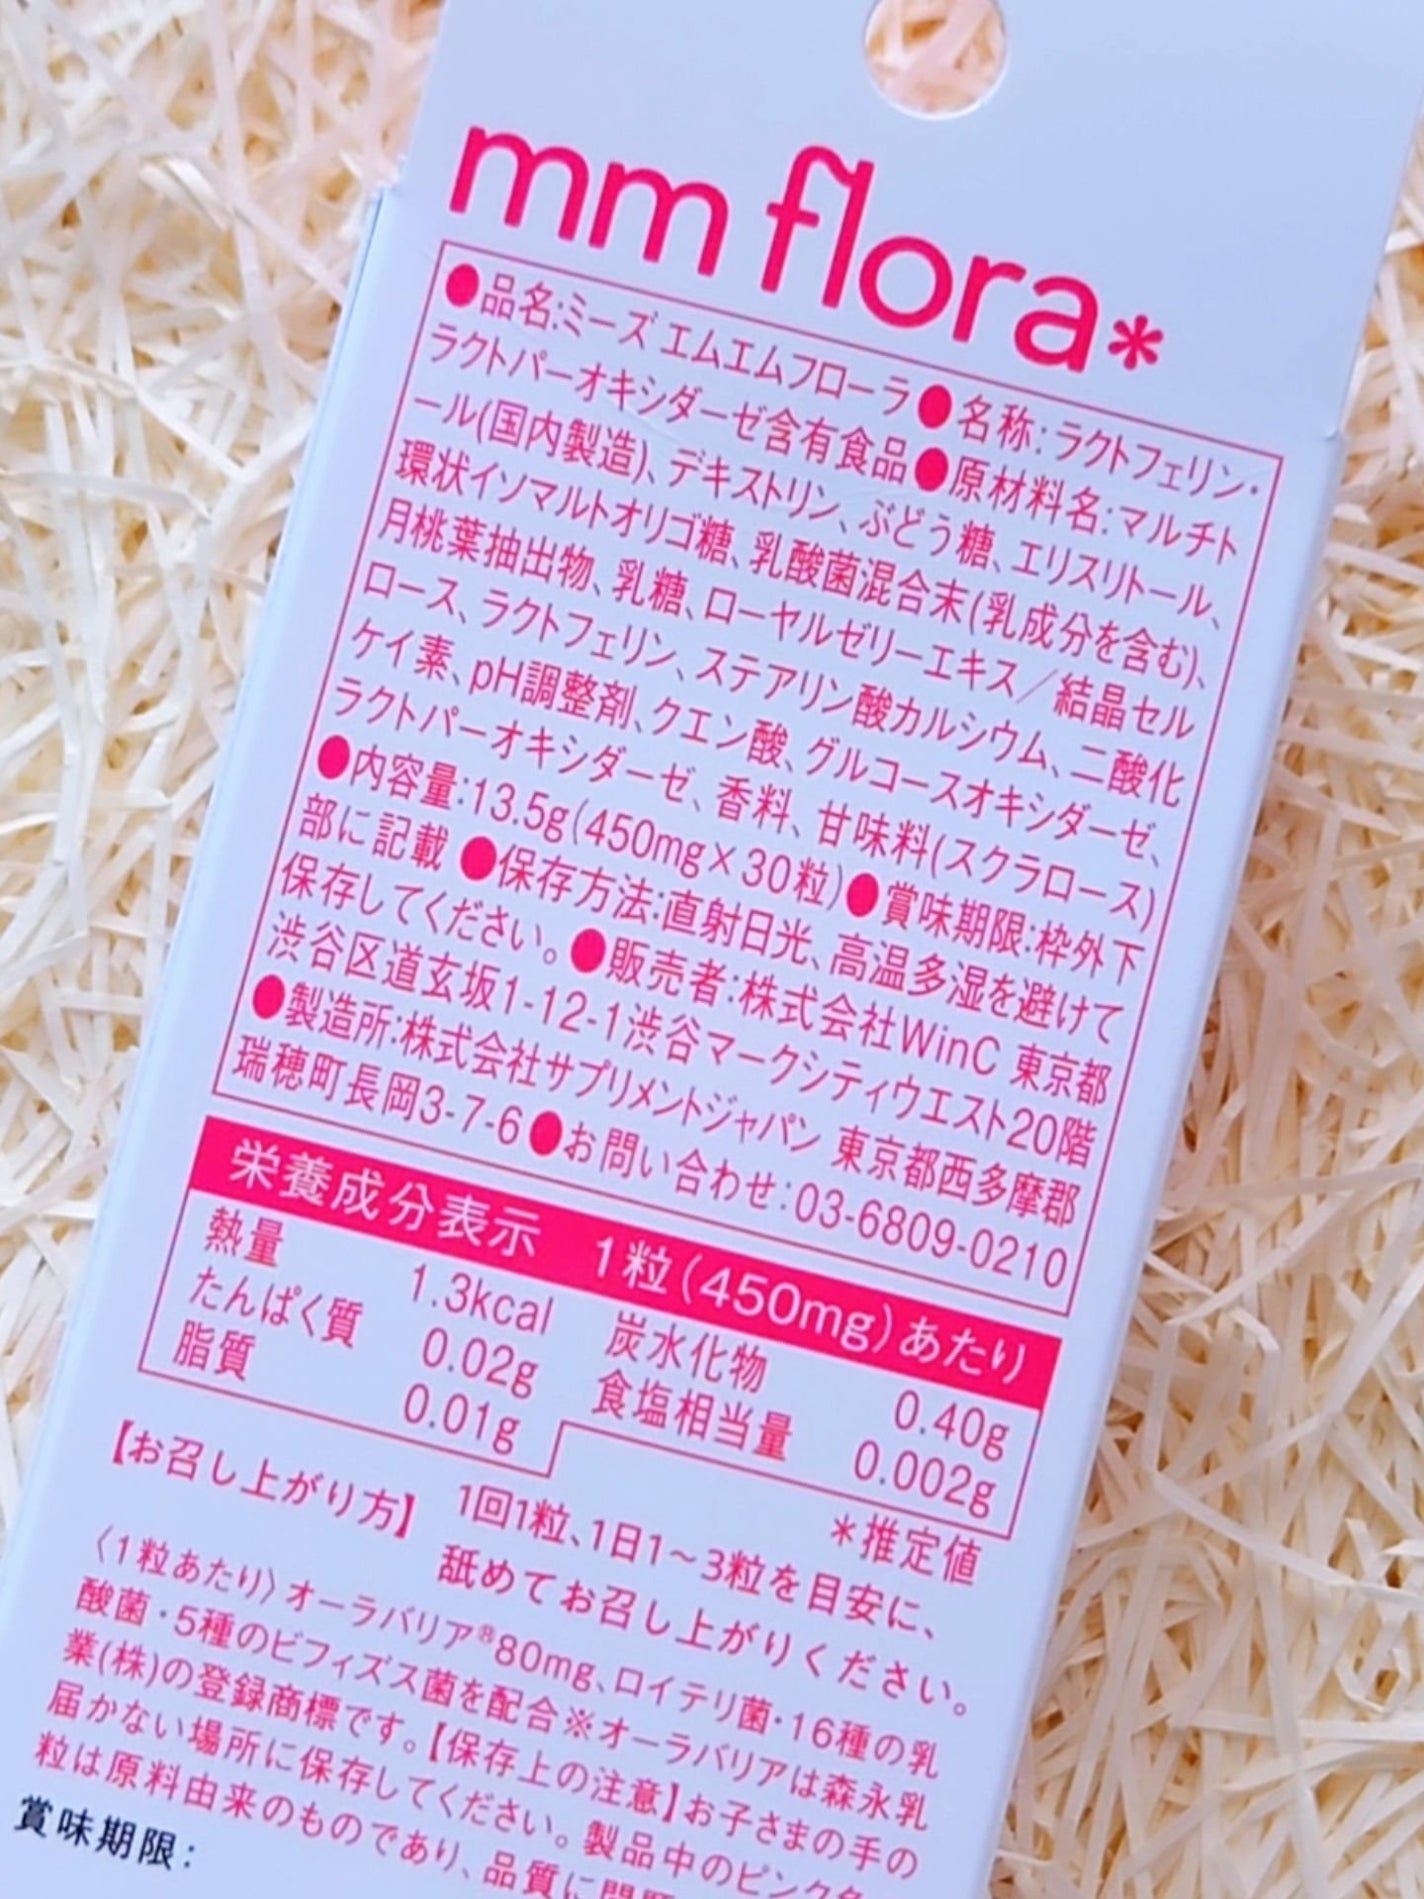 mm flora*
●品名:ミーズ エムエムフローラ●名称:ラクトフェリン・
ラクトパーオキシダーゼ含有食品●原材料名:マルチト
ール(国内製造)、デキストリン、ぶどう糖、エリスリトール、
環状イソマルトオリゴ糖、乳酸菌混合末(乳成分を含む)、
月桃葉抽出物、乳糖、ローヤルゼリーエキス／結晶セル
ロース、ラクトフェリン、ステアリン酸カルシウム、二酸化
ケイ素、pH調整剤、クエン酸、グルコースオキシダーゼ、
ラクトパーオキシダーゼ、香料、甘味料(スクラロース)
●内容量:13.5g(450mg×30粒)●賞味期限:枠外下
部に記載 ●保存方法:直射日光、高温多湿を避けて
保存してください。●販売者:株式会社WinC 東京都
渋谷区道玄坂1-12-1渋谷マークシティウエスト20階
●製造所:株式会社サプリメントジャパン 東京都西多摩郡
瑞穂町長岡3-7-6●お問い合わせ:03-6809-0210
栄養成分表示　1粒(450mg)あたり
熱量 1.3kcal 炭水化物 0.40g
たんぱく質 0.02g 食塩相当量 0.002g
脂質 0.01g
*推定値
【お召し上がり方】 1回1粒、1日1～3粒を目安に、
舐めてお召し上がりください。
〈1粒あたり〉オーラバリア®80mg、ロイテリ菌・16種の乳
酸菌・5種のビフィズス菌を配合※オーラバリアは森永乳
業(株)の登録商標です。【保存上の注意】お子さまの手の
届かない場所に保存してください。製品中のピンク色
粒は原料由来のものであり、品質に問題
賞味期限: